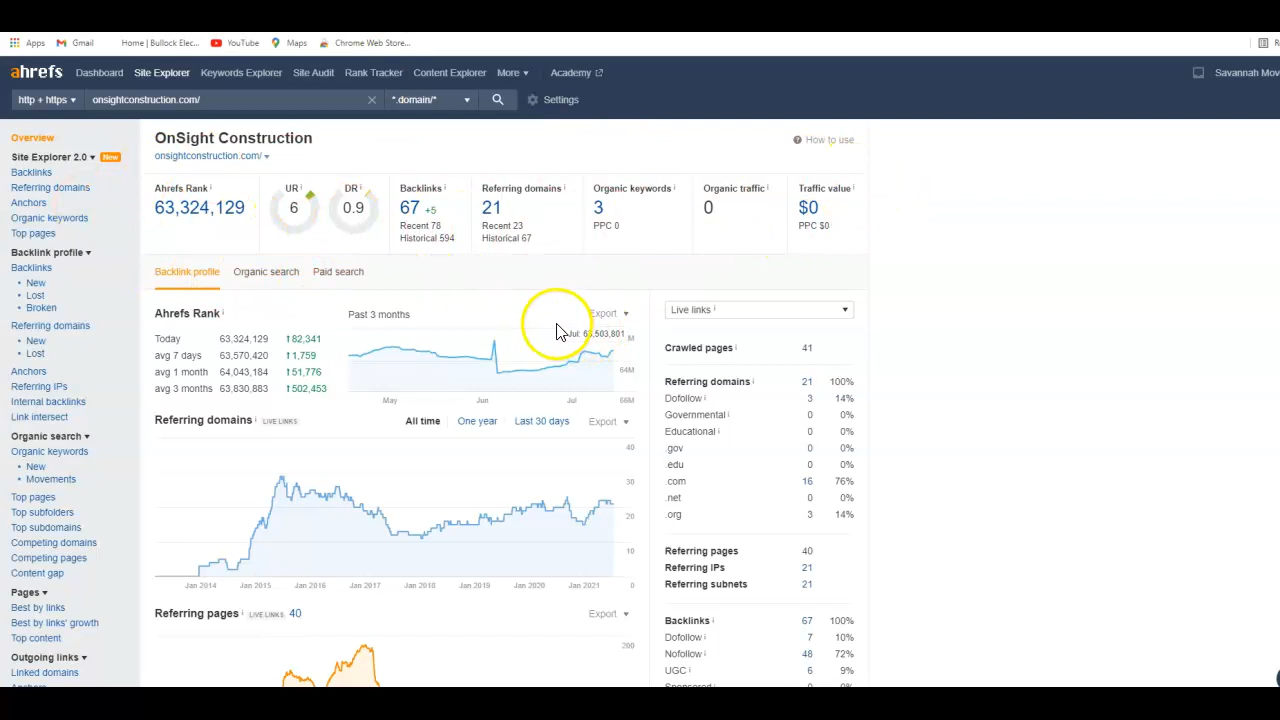 Apps Gmail Home | Bullock Elec... YouTube Maps Chrome Web Store...
ahrefs Dashboard Site Explorer Keywords Explorer Site Audit Rank Tracker Content Explorer More Academy Savannah Mov
http + https onsightconstruction.com/ *.domain/* Settings
Overview
Site Explorer 2.0 New
Backlinks
Referring domains
Anchors
Organic keywords
Top pages
Backlink profile
Backlinks
• New
• Lost
• Broken
Referring domains
• New
• Lost
Anchors
Referring IPs
Internal backlinks
Link intersect
Organic search
Organic keywords
• New
• Movements
Top pages
Top subfolders
Top subdomains
Competing domains
Competing pages
Content gap
Pages
Best by links
Best by links' growth
Top content
Outgoing links
Linked domains
OnSight Construction
How to use
onsightconstruction.com/
Ahrefs Rank UR DR Backlinks Referring domains Organic keywords Organic traffic Traffic value
63,324,129 6 0.9 67 +5 21 3 0 $0
Recent 78 Recent 23 PPC 0 PPC $0
Historical 594 Historical 67
Backlink profile Organic search Paid search
Ahrefs Rank Past 3 months Export
Today 63,324,129 ↑82,341
avg 7 days 63,570,420 ↑1,759
avg 1 month 64,043,184 ↑51,776
avg 3 months 63,830,883 ↑502,453
Jul: 63,503,801
64M
May Jun Jul 66M
Referring domains LIVE LINKS All time One year Last 30 days Export
40
30
20
10
Jan 2014 Jan 2015 Jan 2016 Jan 2017 Jan 2018 Jan 2019 Jan 2020 Jan 2021 0
Referring pages LIVE LINKS 40 Export
200
Live links
Crawled pages 41
Referring domains 21 100%
Dofollow 3 14%
Governmental 0 0%
Educational 0 0%
.gov 0 0%
.edu 0 0%
.com 16 76%
.net 0 0%
.org 3 14%
Referring pages 40
Referring IPs 21
Referring subnets 21
Backlinks 67 100%
Dofollow 7 10%
Nofollow 48 72%
UGC 6 9%